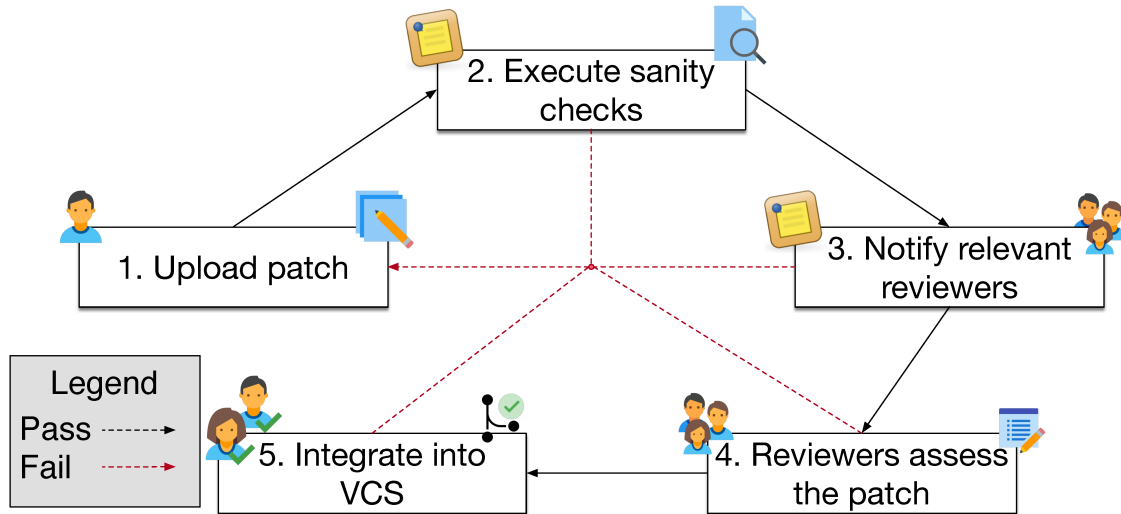 2. Execute sanity
checks
1. Upload patch
3. Notify relevant
reviewers
Legend
Pass
Fail
5. Integrate into
VCS
4. Reviewers assess
the patch